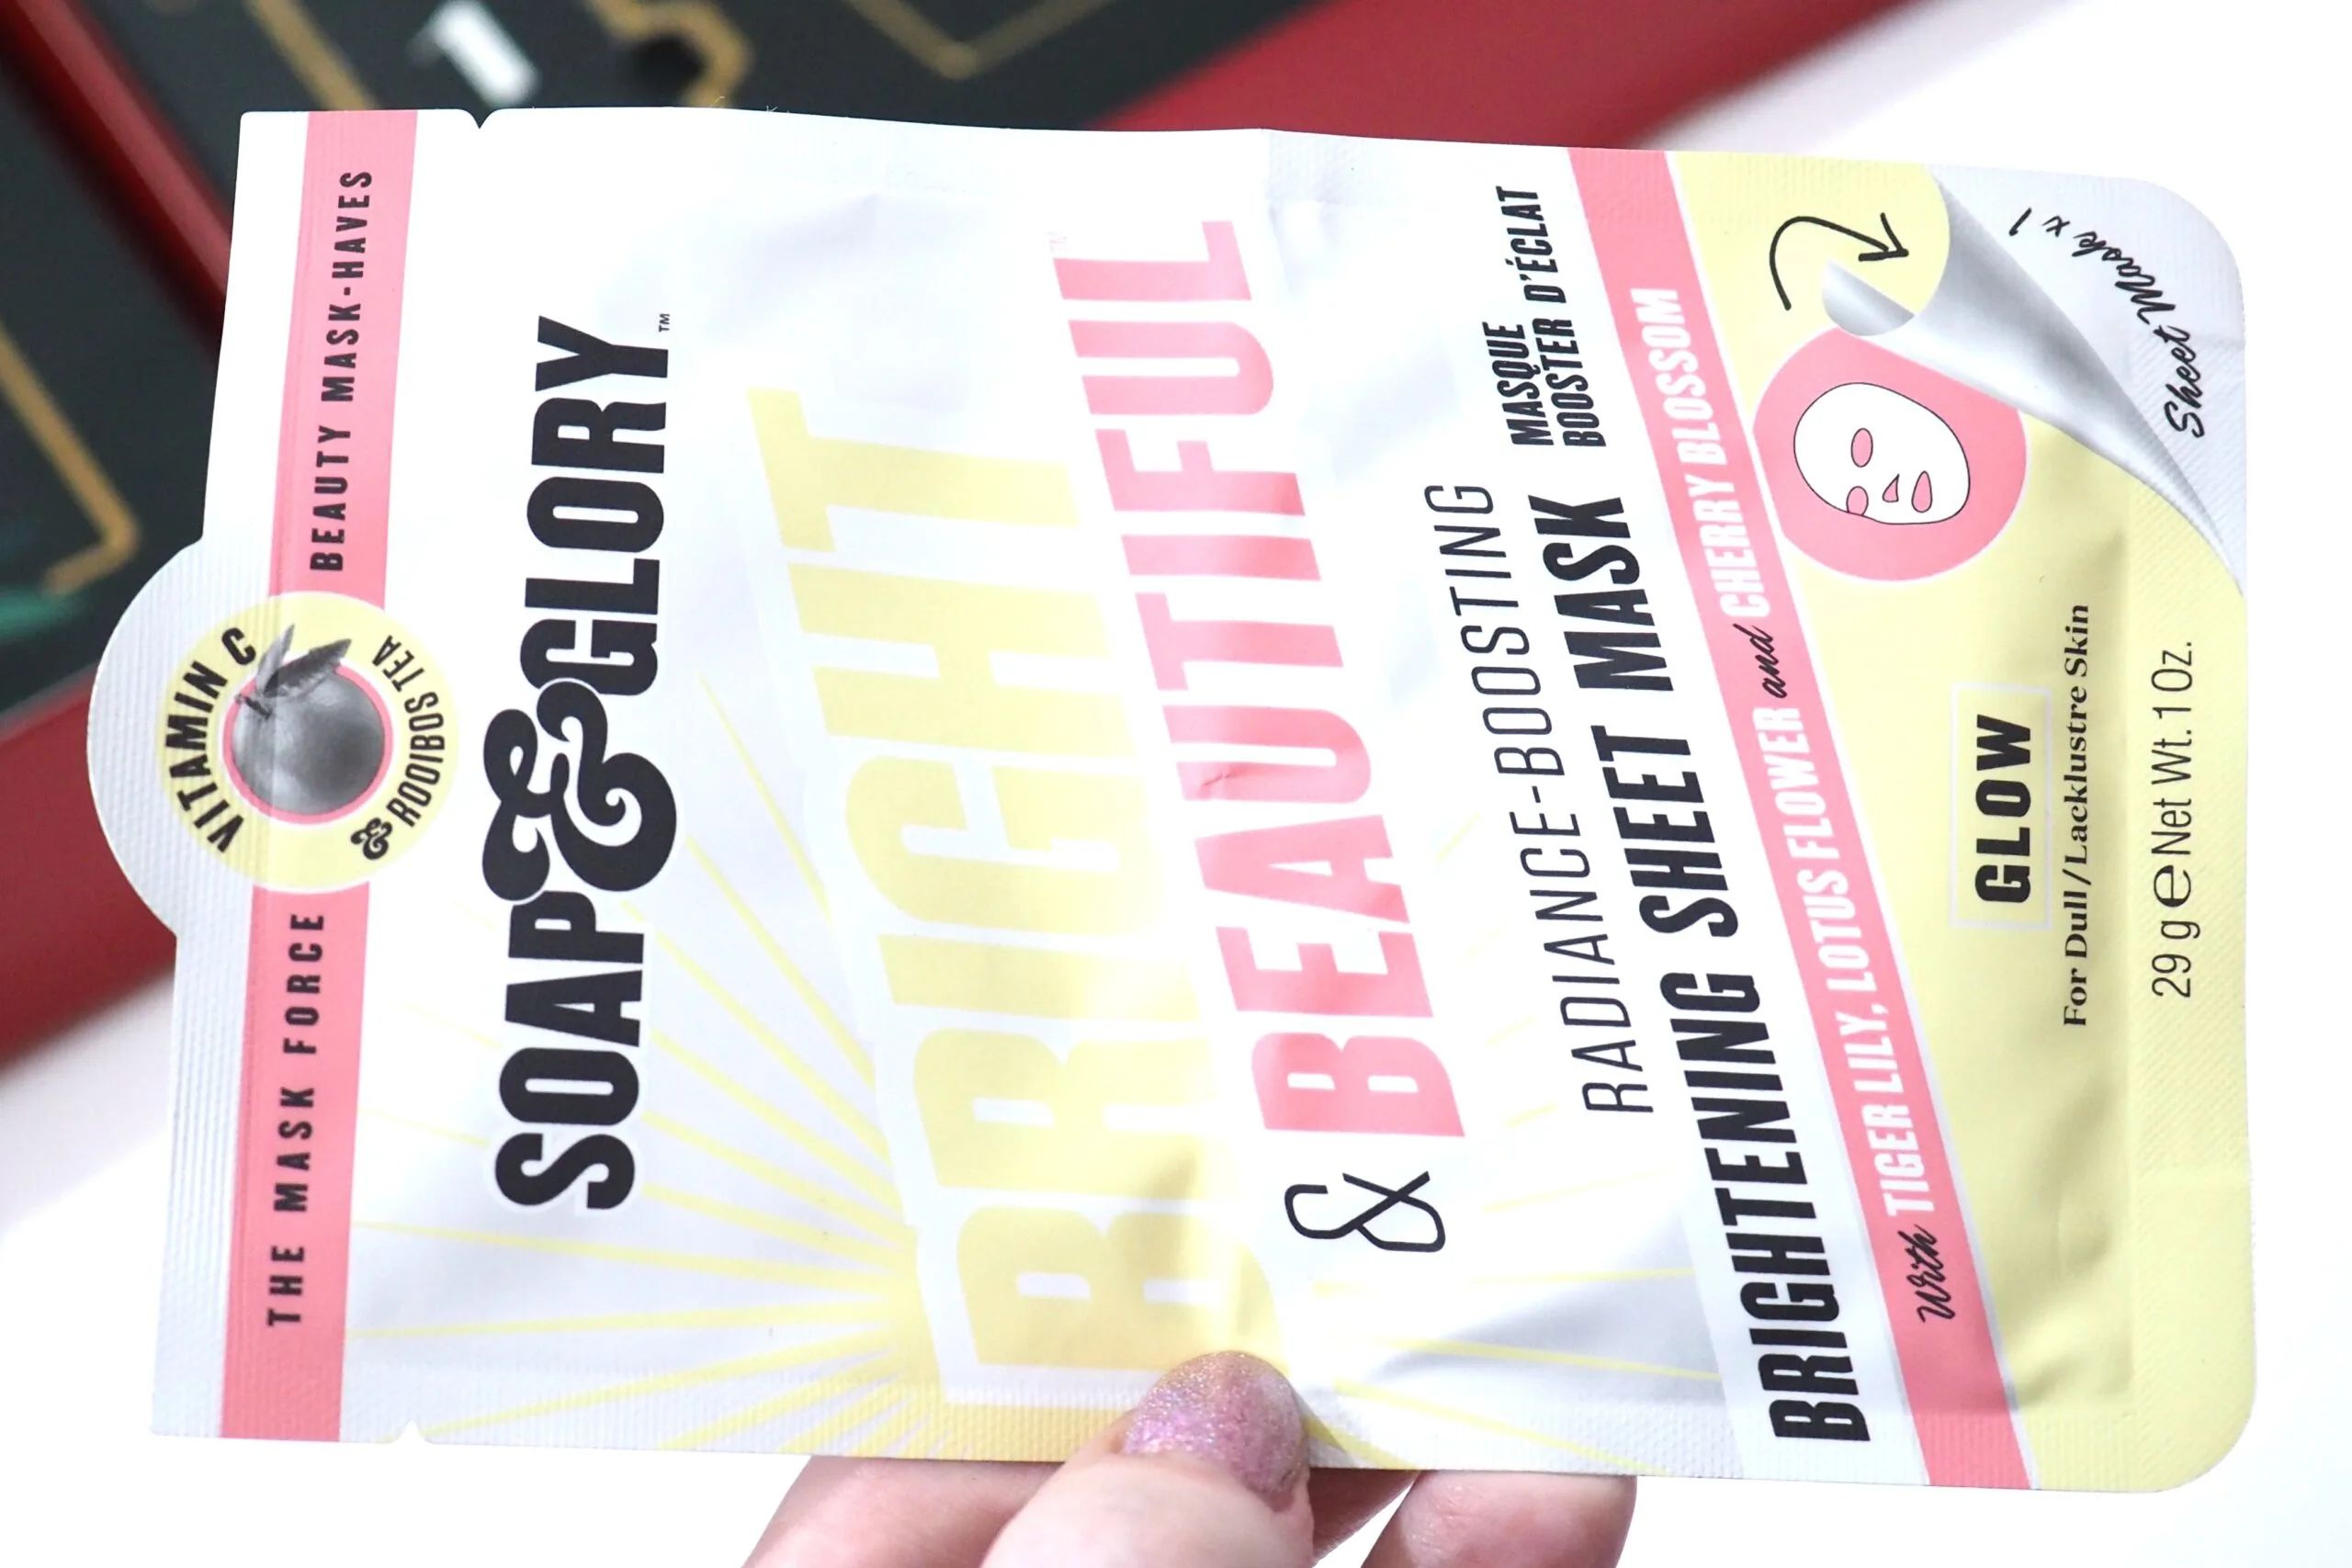 THE MASK FORCE
VITAMIN C
& ROOIBOS TEA
BEAUTY MASK-HAVES
SOAP&GLORY™
BRIGHT
& BEAUTIFUL™
RADIANCE-BOOSTING
BRIGHTENING SHEET MASK
MASQUE
BOOSTER D'ÉCLAT
With TIGER LILY, LOTUS FLOWER and CHERRY BLOSSOM
GLOW
For Dull/Lacklustre Skin
29 g e Net Wt. 1 Oz.
Sheet Mask x 1
1